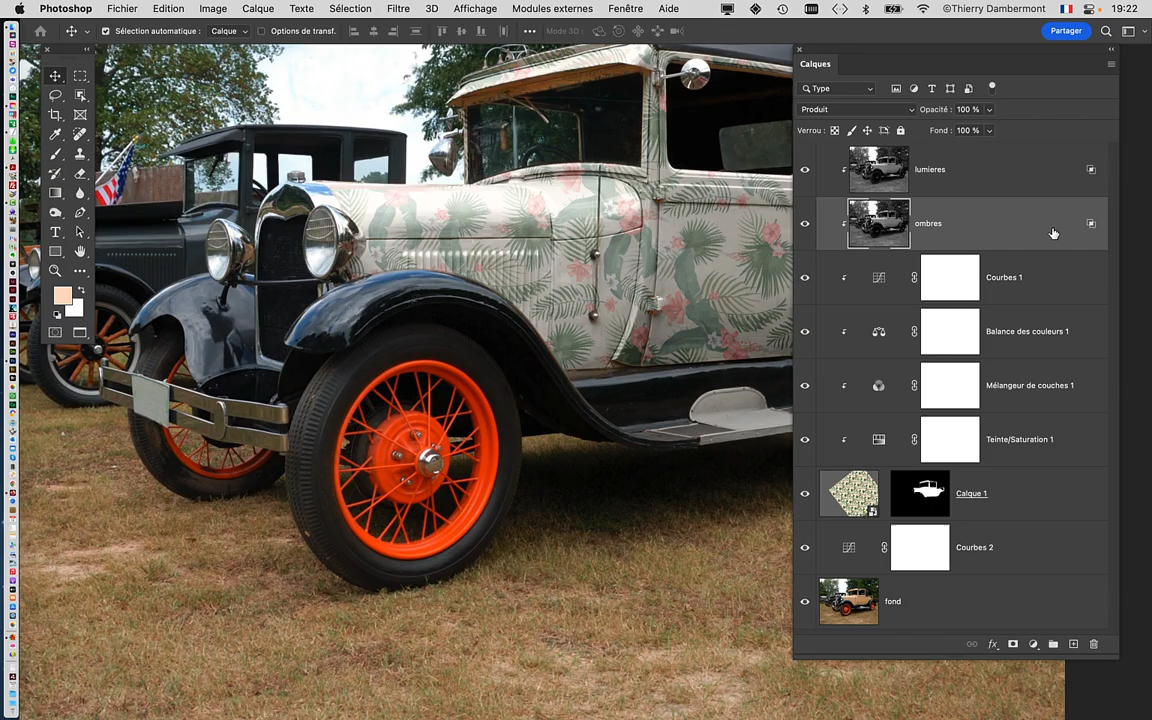 Photoshop Fichier Edition Image Calque Texte Sélection Filtre 3D Affichage Modules externes Fenêtre Aide ©Thierry Dambermont 19:22
Sélection automatique : Calque Options de transf. Mode 3D : Partager
Calques
Type
Produit Opacité : 100 %
Verrou : Fond : 100 %
lumieres
ombres
Courbes 1
Balance des couleurs 1
Mélangeur de couches 1
Teinte/Saturation 1
Calque 1
Courbes 2
fond